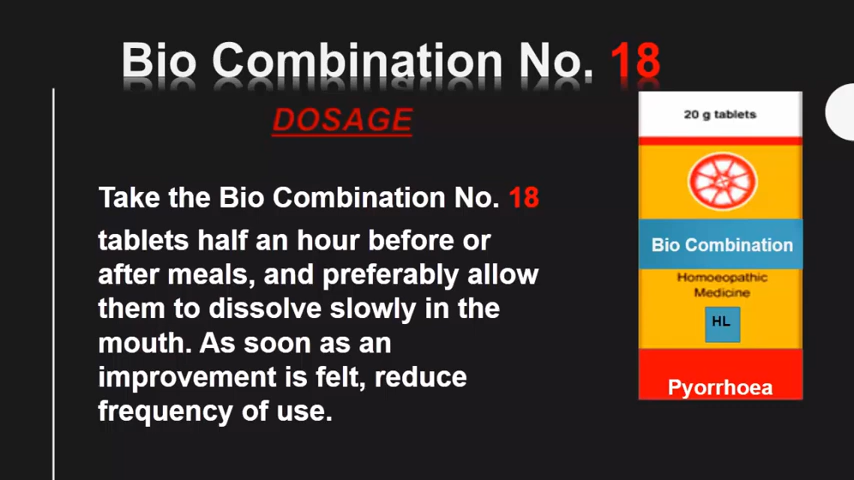 Bio Combination No. 18
DOSAGE
Take the Bio Combination No. 18
tablets half an hour before or
after meals, and preferably allow
them to dissolve slowly in the
mouth. As soon as an
improvement is felt, reduce
frequency of use.
20 g tablets
Bio Combination
Homoeopathic
Medicine
HL
Pyorrhoea